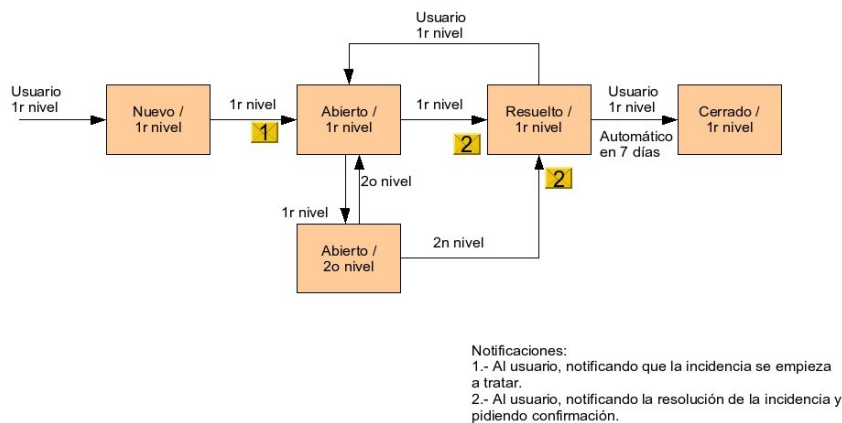 Usuario
1r nivel
Usuario
1r nivel
Nuevo /
1r nivel
1r nivel
1
Abierto /
1r nivel
1r nivel
2
Resuelto /
1r nivel
Usuario
1r nivel
Automático
en 7 días
Cerrado /
1r nivel
2
2o nivel
1r nivel
Abierto /
2o nivel
2n nivel
Notificaciones:
1.- Al usuario, notificando que la incidencia se empieza
a tratar.
2.- Al usuario, notificando la resolución de la incidencia y
pidiendo confirmación.